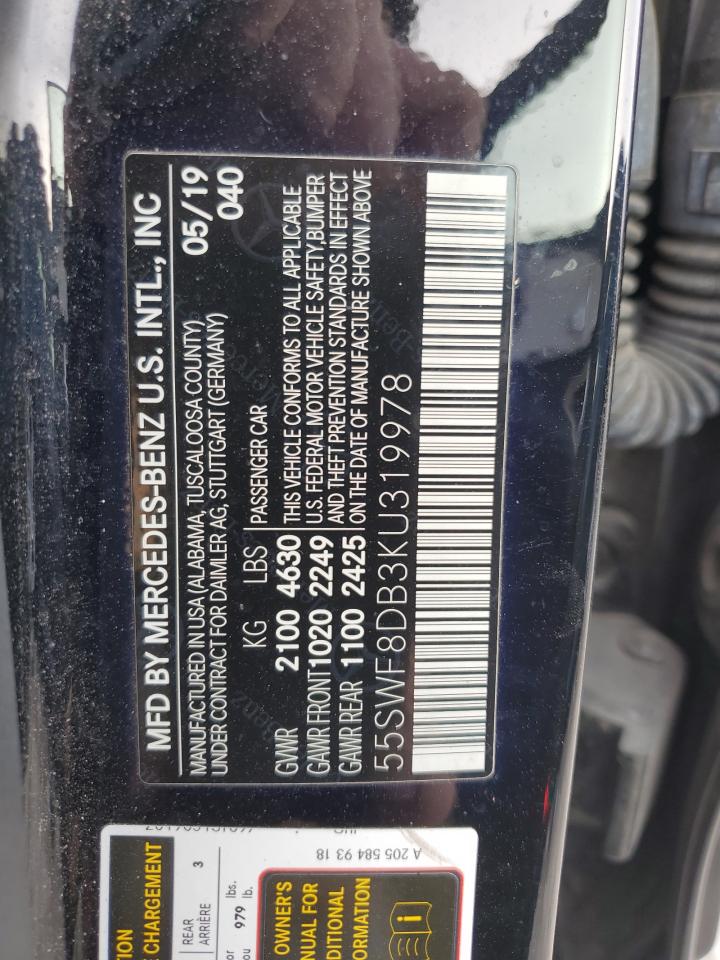 MFD BY MERCEDES-BENZ U.S. INTL., INC
MANUFACTURED IN USA (ALABAMA, TUSCALOOSA COUNTY) 05/19
UNDER CONTRACT FOR DAIMLER AG, STUTTGART (GERMANY) 040
KG LBS PASSENGER CAR
GVWR 2100 4630 THIS VEHICLE CONFORMS TO ALL APPLICABLE
GAWR FRONT 1020 2249 U.S. FEDERAL MOTOR VEHICLE SAFETY, BUMPER
GAWR REAR 1100 2425 AND THEFT PREVENTION STANDARDS IN EFFECT
ON THE DATE OF MANUFACTURE SHOWN ABOVE
55SWF8DB3KU319978
A 205 584 93 18
TION
E CHARGEMENT
REAR
ARRIÈRE 3
or 979 lbs.
ou lb.
OWNER'S
NUAL FOR
DITIONAL
FORMATION